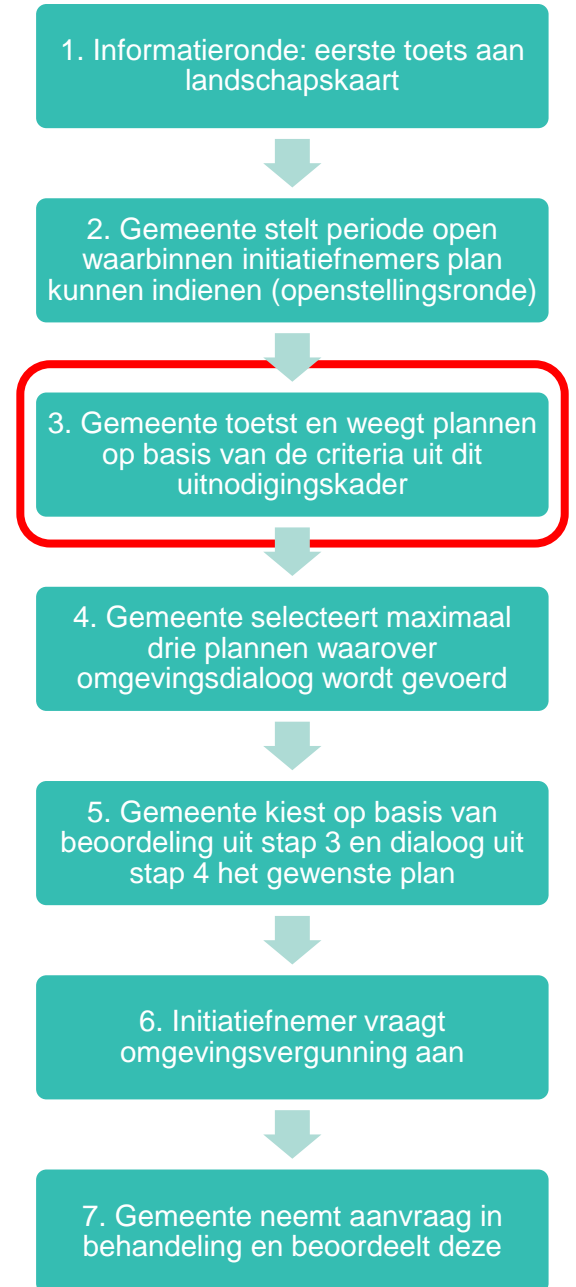 1. Informatieronde: eerste toets aan
landschapskaart
2. Gemeente stelt periode open
waarbinnen initiatiefnemers plan
kunnen indienen (openstellingsronde)
3. Gemeente toetst en weegt plannen
op basis van de criteria uit dit
uitnodigingskader
4. Gemeente selecteert maximaal
drie plannen waarover
omgevingsdialoog wordt gevoerd
5. Gemeente kiest op basis van
beoordeling uit stap 3 en dialoog uit
stap 4 het gewenste plan
6. Initiatiefnemer vraagt
omgevingsvergunning aan
7. Gemeente neemt aanvraag in
behandeling en beoordeelt deze